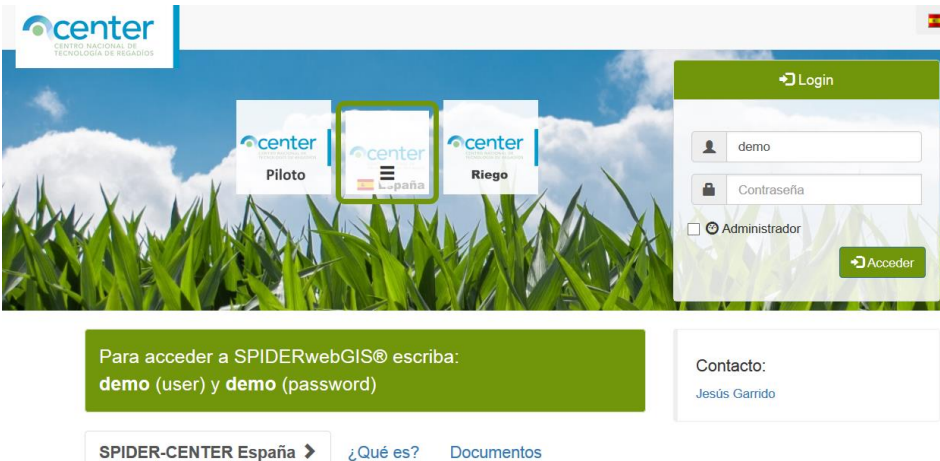 center
CENTRO NACIONAL DE
TECNOLOGÍA DE REGADÍOS
Login
center
Piloto
center
España
center
Riego
demo
Contraseña
Administrador
Acceder
Para acceder a SPIDERwebGIS® escriba:
demo (user) y demo (password)
Contacto:
Jesús Garrido
SPIDER-CENTER España
¿Qué es?
Documentos